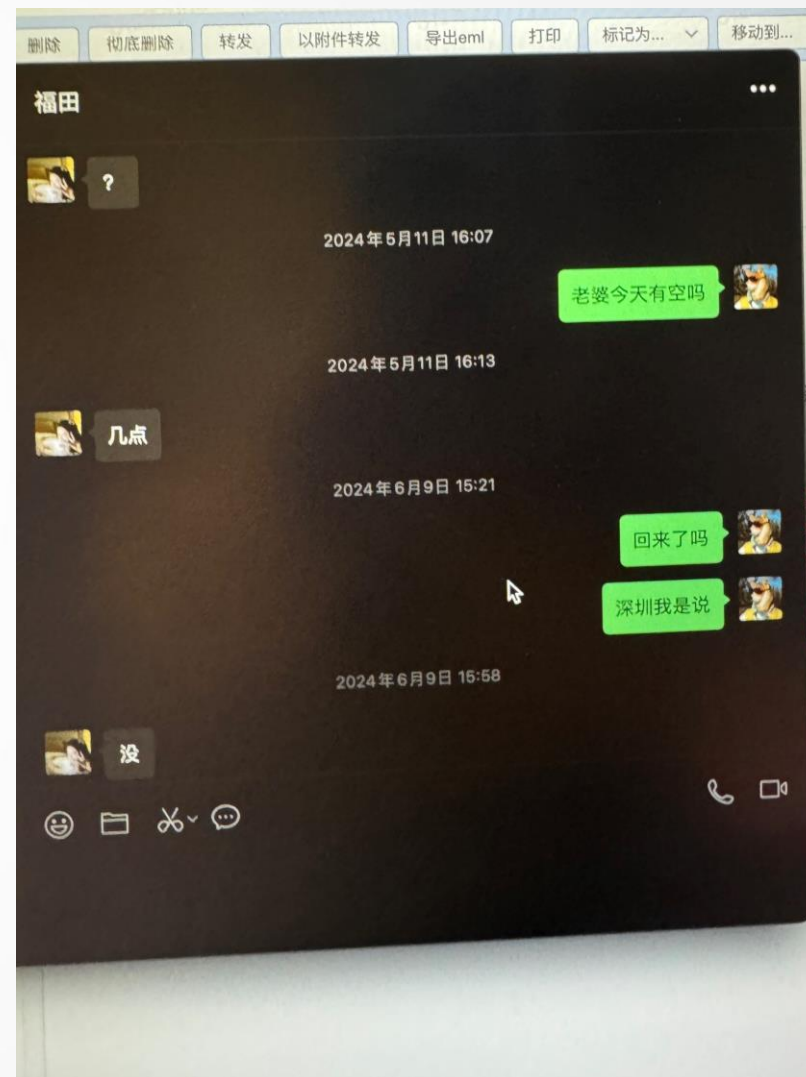 删除 彻底删除 转发 以附件转发 导出eml 打印 标记为... 移动到...
福田
?
2024年5月11日 16:07
老婆今天有空吗
2024年5月11日 16:13
几点
2024年6月9日 15:21
回来了吗
深圳我是说
2024年6月9日 15:58
没